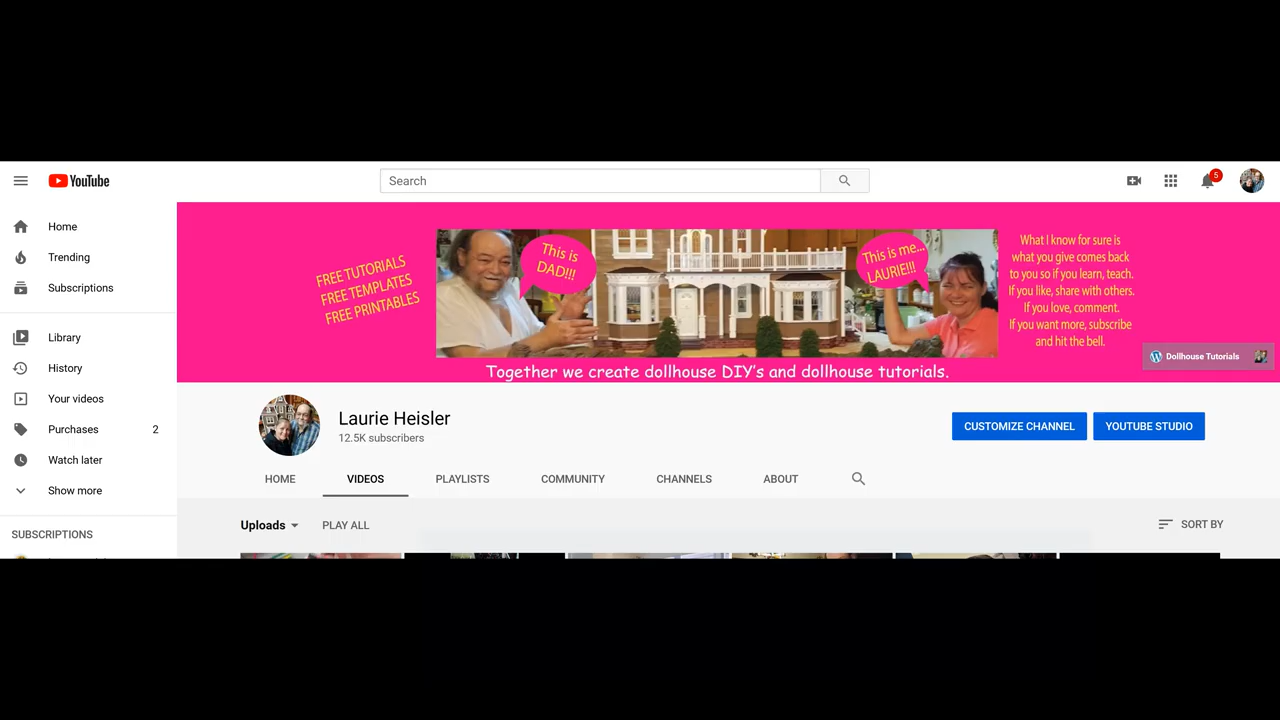 YouTube
Search
5
Home
Trending
Subscriptions
Library
History
Your videos
Purchases 2
Watch later
Show more
SUBSCRIPTIONS
FREE TUTORIALS
FREE TEMPLATES
FREE PRINTABLES
This is
DAD!!!
This is me...
LAURIE!!!
What I know for sure is
what you give comes back
to you so if you learn, teach.
If you like, share with others.
If you love, comment.
If you want more, subscribe
and hit the bell.
Together we create dollhouse DIY's and dollhouse tutorials.
Dollhouse Tutorials
Laurie Heisler
12.5K subscribers
CUSTOMIZE CHANNEL
YOUTUBE STUDIO
HOME VIDEOS PLAYLISTS COMMUNITY CHANNELS ABOUT
Uploads PLAY ALL SORT BY